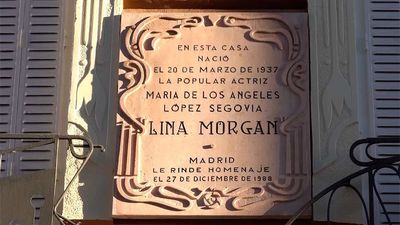 EN ESTA CASA
NACIÓ
EL 20 DE MARZO DE 1937
LA POPULAR ACTRIZ
MARIA DE LOS ANGELES
LÓPEZ SEGOVIA
"LINA MORGAN"
MADRID
LE RINDE HOMENAJE
EL 27 DE DICIEMBRE DE 1988